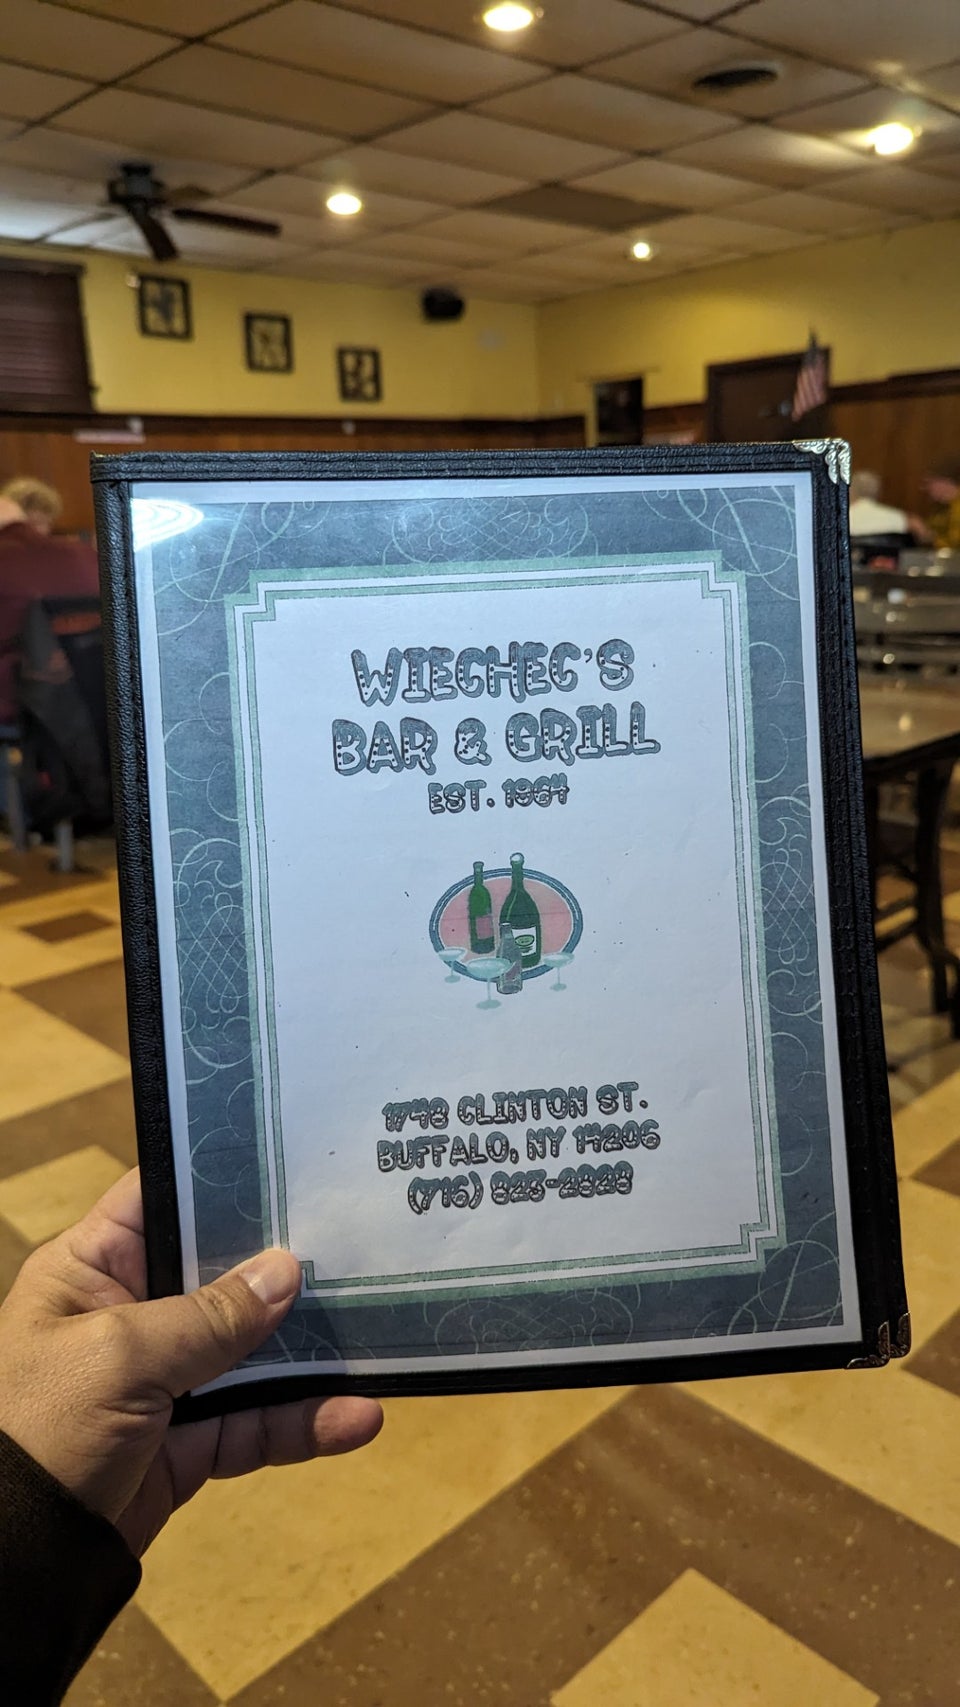 WIECHEC'S
BAR & GRILL
EST. 1964
1748 CLINTON ST.
BUFFALO, NY 14206
(716) 823-2828